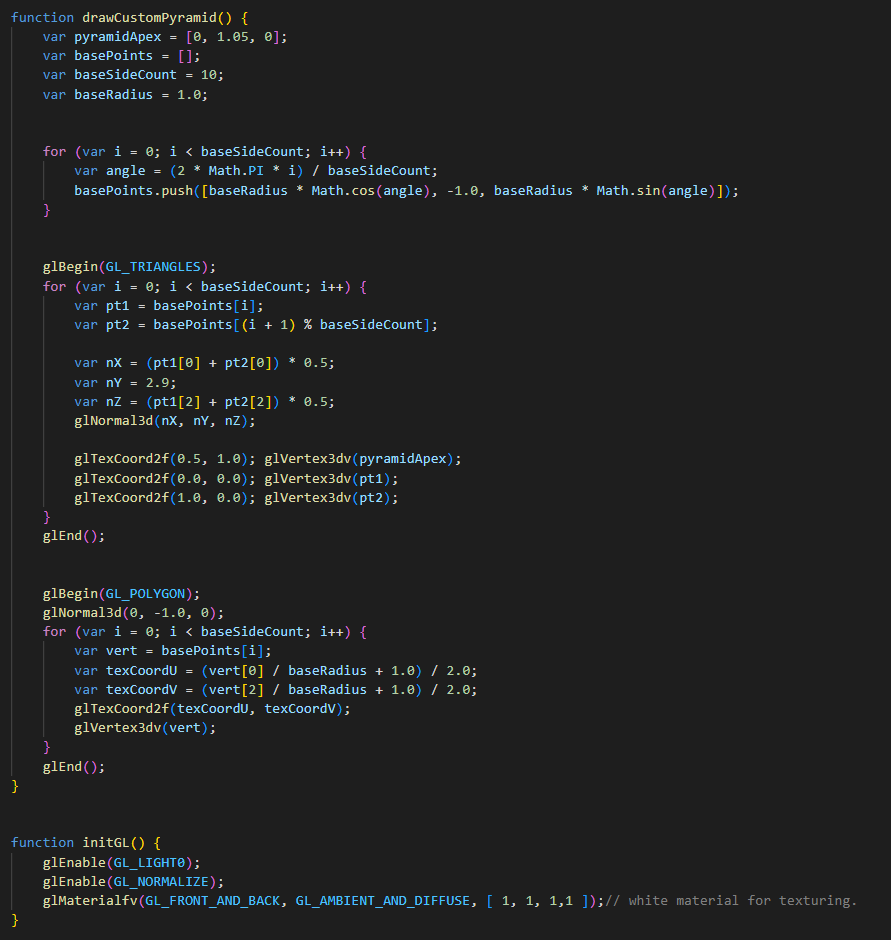 function drawCustomPyramid() {
    var pyramidApex = [0, 1.05, 0];
    var basePoints = [];
    var baseSideCount = 10;
    var baseRadius = 1.0;
    for (var i = 0; i < baseSideCount; i++) {
        var angle = (2 * Math.PI * i) / baseSideCount;
        basePoints.push([baseRadius * Math.cos(angle), -1.0, baseRadius * Math.sin(angle)]);
    }
    glBegin(GL_TRIANGLES);
    for (var i = 0; i < baseSideCount; i++) {
        var pt1 = basePoints[i];
        var pt2 = basePoints[(i + 1) % baseSideCount];
        var nX = (pt1[0] + pt2[0]) * 0.5;
        var nY = 2.9;
        var nZ = (pt1[2] + pt2[2]) * 0.5;
        glNormal3d(nX, nY, nZ);
        glTexCoord2f(0.5, 1.0); glVertex3dv(pyramidApex);
        glTexCoord2f(0.0, 0.0); glVertex3dv(pt1);
        glTexCoord2f(1.0, 0.0); glVertex3dv(pt2);
    }
    glEnd();
    glBegin(GL_POLYGON);
    glNormal3d(0, -1.0, 0);
    for (var i = 0; i < baseSideCount; i++) {
        var vert = basePoints[i];
        var texCoordU = (vert[0] / baseRadius + 1.0) / 2.0;
        var texCoordV = (vert[2] / baseRadius + 1.0) / 2.0;
        glTexCoord2f(texCoordU, texCoordV);
        glVertex3dv(vert);
    }
    glEnd();
}
function initGL() {
    glEnable(GL_LIGHT0);
    glEnable(GL_NORMALIZE);
    glMaterialfv(GL_FRONT_AND_BACK, GL_AMBIENT_AND_DIFFUSE, [ 1, 1, 1,1 ]);// white material for texturing.
}